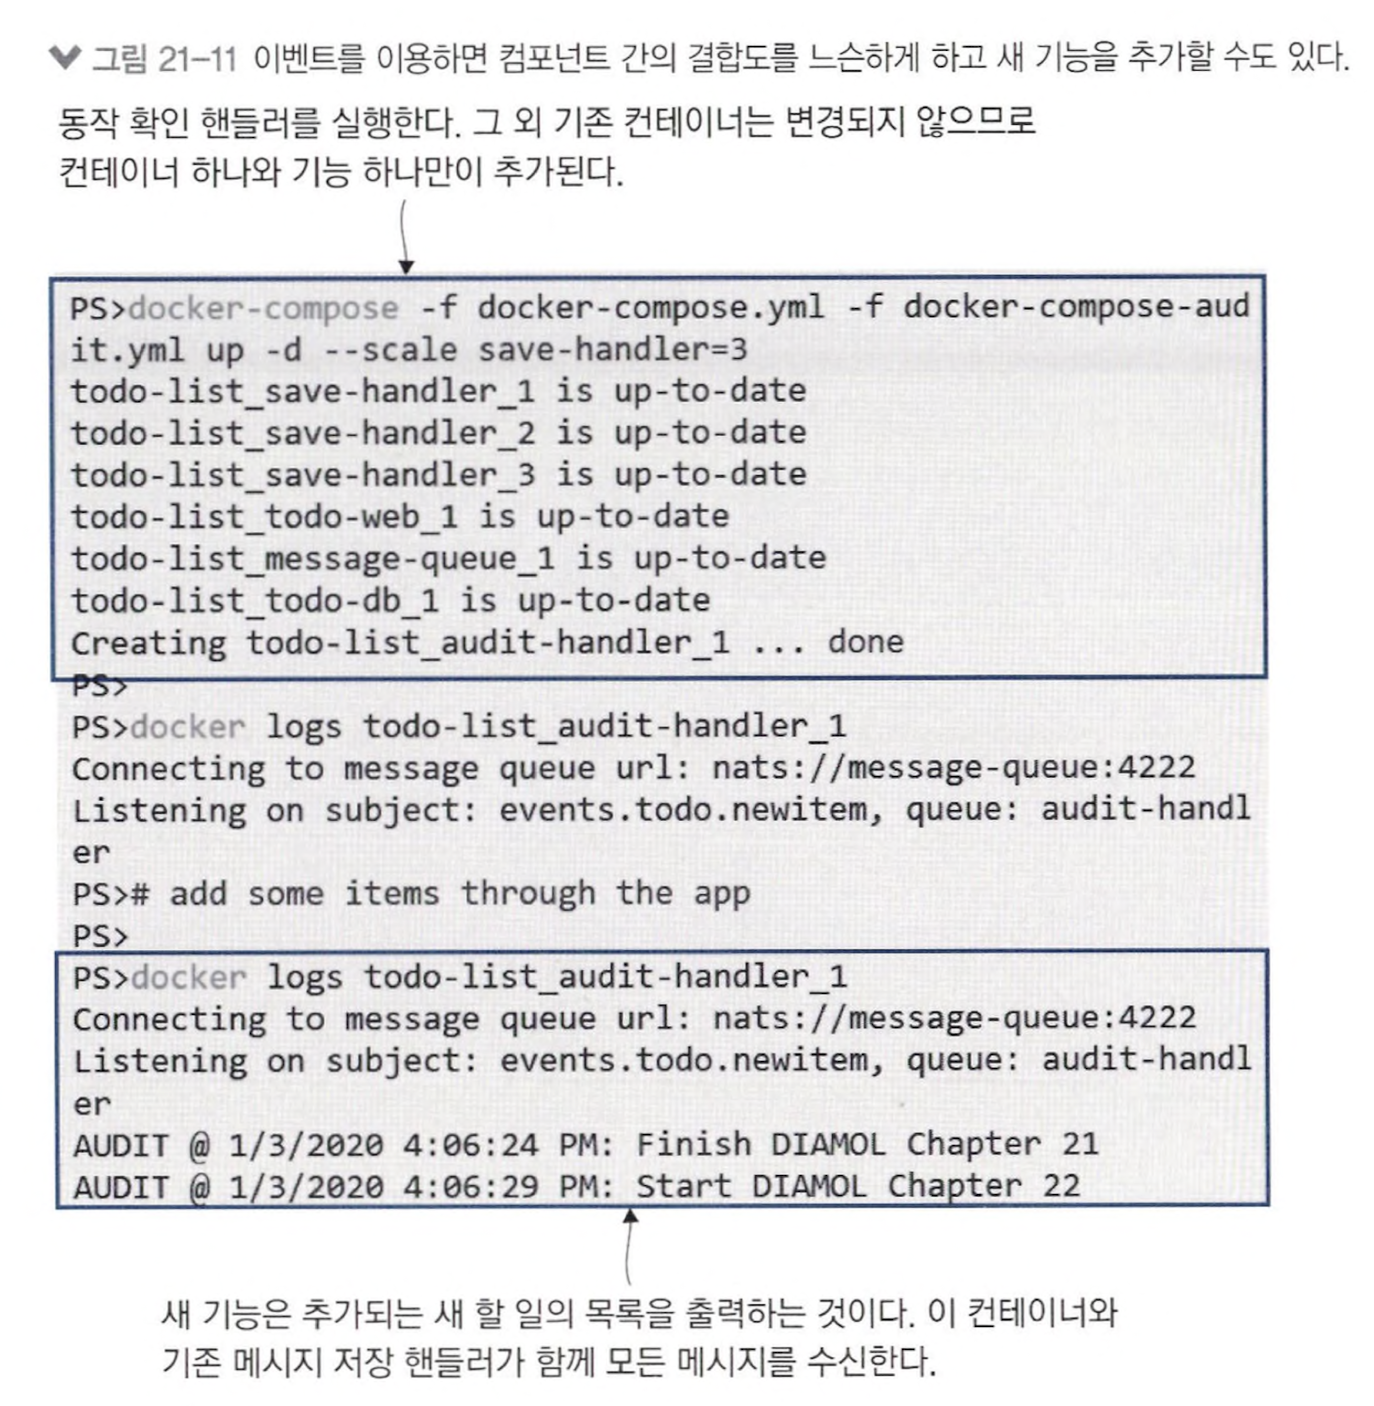 그림 21-11 이벤트를 이용하면 컴포넌트 간의 결합도를 느슨하게 하고 새 기능을 추가할 수도 있다.
동작 확인 핸들러를 실행한다. 그 외 기존 컨테이너는 변경되지 않으므로
컨테이너 하나와 기능 하나만이 추가된다.
PS>docker-compose -f docker-compose.yml -f docker-compose-aud
it.yml up -d --scale save-handler=3
todo-list_save-handler_1 is up-to-date
todo-list_save-handler_2 is up-to-date
todo-list_save-handler_3 is up-to-date
todo-list_todo-web_1 is up-to-date
todo-list_message-queue_1 is up-to-date
todo-list_todo-db_1 is up-to-date
Creating todo-list_audit-handler_1 ... done
PS>
PS>docker logs todo-list_audit-handler_1
Connecting to message queue url: nats://message-queue:4222
Listening on subject: events.todo.newitem, queue: audit-handl
er
PS># add some items through the app
PS>
PS>docker logs todo-list_audit-handler_1
Connecting to message queue url: nats://message-queue:4222
Listening on subject: events.todo.newitem, queue: audit-handl
er
AUDIT @ 1/3/2020 4:06:24 PM: Finish DIAMOL Chapter 21
AUDIT @ 1/3/2020 4:06:29 PM: Start DIAMOL Chapter 22
새 기능은 추가되는 새 할 일의 목록을 출력하는 것이다. 이 컨테이너와
기존 메시지 저장 핸들러가 함께 모든 메시지를 수신한다.